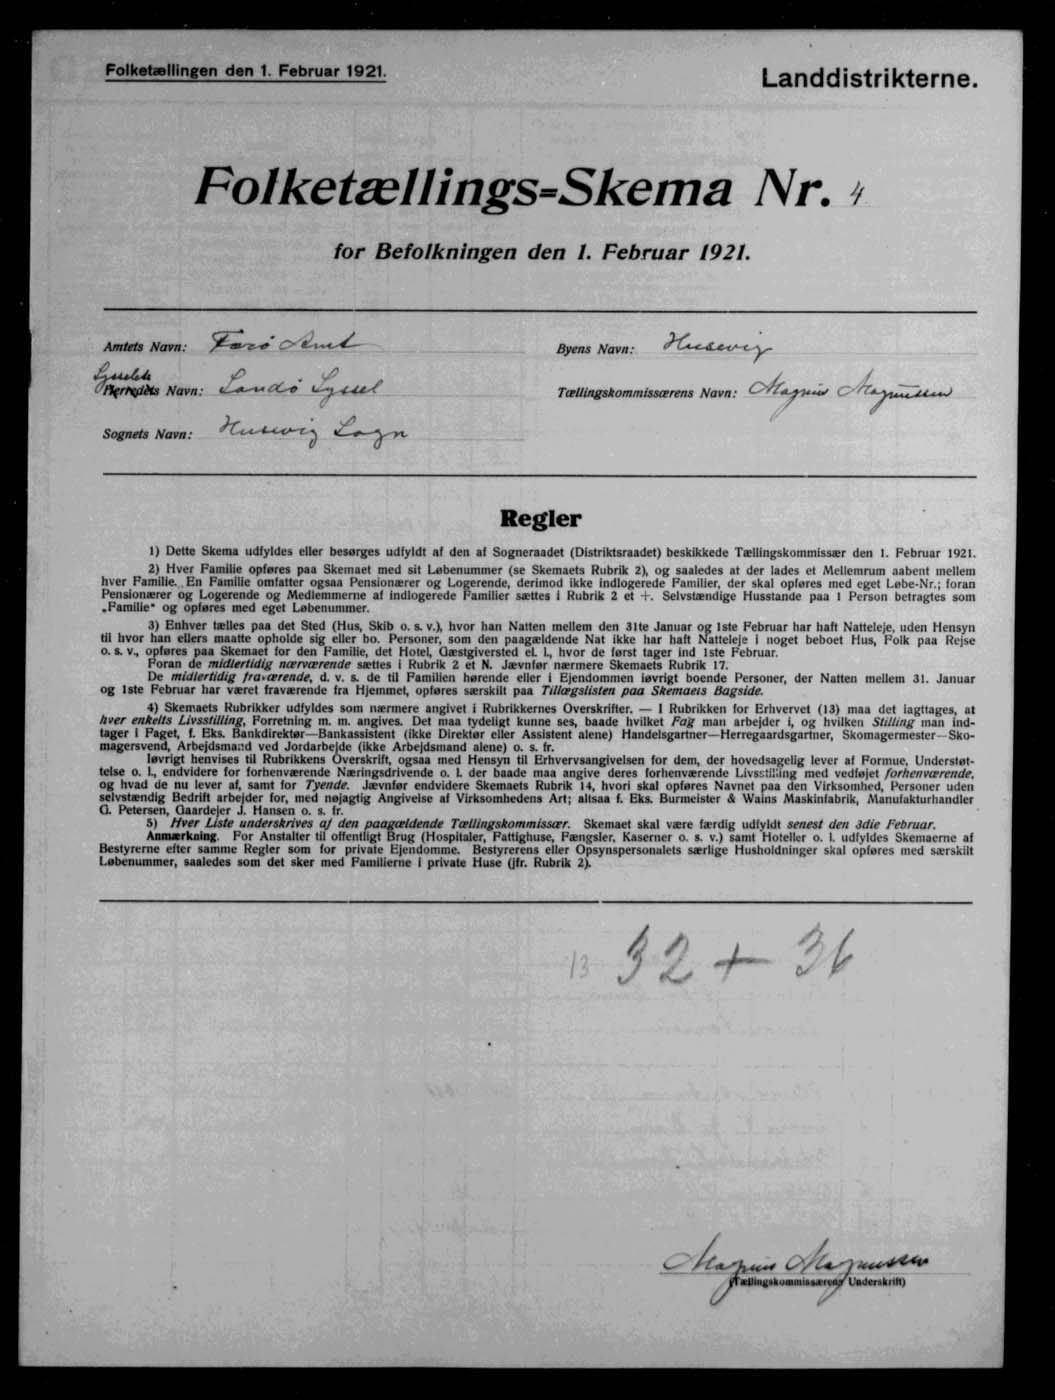 Folketællingen den 1. Februar 1921.
Landdistrikterne.
Folketællings=Skema Nr. 4
for Befolkningen den 1. Februar 1921.
Amtets Navn: Færø Amt
Byens Navn: Husevig
Sysselets
Herredets Navn: Sandø Syssel
Tællingskommissærens Navn: Magnus Magnussen
Sognets Navn: Husevig Sogn
Regler
1) Dette Skema udfyldes eller besørges udfyldt af den af Sogneraadet (Distriktsraadet) beskikkede Tællingskommissær den 1. Februar 1921.
2) Hver Familie opføres paa Skemaet med sit Løbenummer (se Skemaets Rubrik 2), og saaledes at der lades et Mellemrum aabent mellem
hver Familie. En Familie omfatter ogsaa Pensionærer og Logerende, derimod ikke indlogerede Familier, der skal opføres med eget Løbe-Nr.; foran
Pensionærer og Logerende og Medlemmerne af indlogerede Familier sættes i Rubrik 2 et +. Selvstændige Husstande paa 1 Person betragtes som
„Familie“ og opføres med eget Løbenummer.
3) Enhver tælles paa det Sted (Hus, Skib o. s. v.), hvor han Natten mellem den 31te Januar og 1ste Februar har haft Natteleje, uden Hensyn
til hvor han ellers maatte opholde sig eller bo. Personer, som den paagældende Nat ikke har haft Natteleje i noget beboet Hus, Folk paa Rejse
o. s. v., opføres paa Skemaet for den Familie, det Hotel, Gæstgiversted el. l., hvor de først tager ind 1ste Februar.
Foran de midlertidig nærværende sættes i Rubrik 2 et N. Jævnfør nærmere Skemaets Rubrik 17.
De midlertidig fraværende, d. v. s. de til Familien hørende eller i Ejendommen iøvrigt boende Personer, der Natten mellem 31. Januar
og 1ste Februar har været fraværende fra Hjemmet, opføres særskilt paa Tillægslisten paa Skemaets Bagside.
4) Skemaets Rubrikker udfyldes som nærmere angivet i Rubrikkernes Overskrifter. — I Rubrikken for Erhvervet (13) maa det iagttages, at
hver enkelts Livsstilling, Forretning m. m. angives. Det maa tydeligt kunne ses, baade hvilket Fag man arbejder i, og hvilken Stilling man ind-
tager i Faget, f. Eks. Bankdirektør—Bankassistent (ikke Direktør eller Assistent alene) Handelsgartner—Herregaardsgartner, Skomagermester—Sko-
magersvend, Arbejdsmand ved Jordarbejde (ikke Arbejdsmand alene) o. s. fr.
Iøvrigt henvises til Rubrikkens Overskrift, ogsaa med Hensyn til Erhvervsangivelsen for dem, der hovedsagelig lever af Formue, Understøt-
telse o. l., endvidere for forhenværende Næringsdrivende o. l. der baade maa angive deres forhenværende Livsstilling med vedføjet forhenværende,
og hvad de nu lever af, samt for Tyende. Jævnfør endvidere Skemaets Rubrik 14, hvori skal opføres Navnet paa den Virksomhed, Personer uden
selvstændig Bedrift arbejder for, med nøjagtig Angivelse af Virksomhedens Art; altsaa f. Eks. Burmeister & Wains Maskinfabrik, Manufakturhandler
G. Petersen, Gaardejer J. Hansen o. s. fr.
5) Hver Liste underskrives af den paagældende Tællingskommissær. Skemaet skal være færdig udfyldt senest den 3die Februar.
Anmærkning. For Anstalter til offentligt Brug (Hospitaler, Fattighuse, Fængsler, Kaserner o. s. v.) samt Hoteller o. l. udfyldes Skemaerne af
Bestyrerne efter samme Regler som for private Ejendomme. Bestyrerens eller Opsynspersonalets særlige Husholdninger skal opføres med særskilt
Løbenummer, saaledes som det sker med Familierne i private Huse (jfr. Rubrik 2).
13 32 + 36
Magnus Magnussen
(Tællingskommissærens Underskrift)